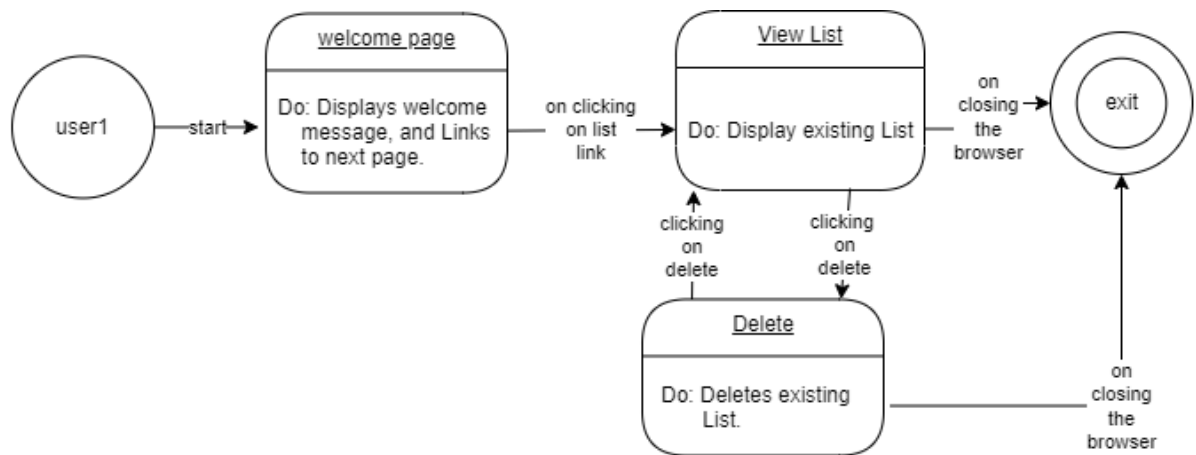 user1
start
welcome page
Do: Displays welcome
message, and Links
to next page.
on clicking
on list
link
View List
Do: Display existing List
on
closing
the
browser
exit
clicking
on
delete
clicking
on
delete
Delete
Do: Deletes existing
List.
on
closing
the
browser